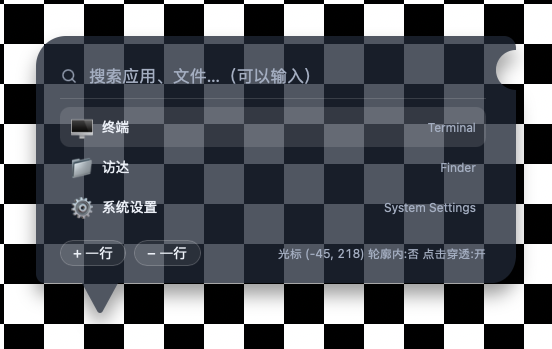 搜索应用、文件...（可以输入）
终端 Terminal
访达 Finder
系统设置 System Settings
+ 一行 − 一行 光标 (-45, 218) 轮廓内:否 点击穿透:开